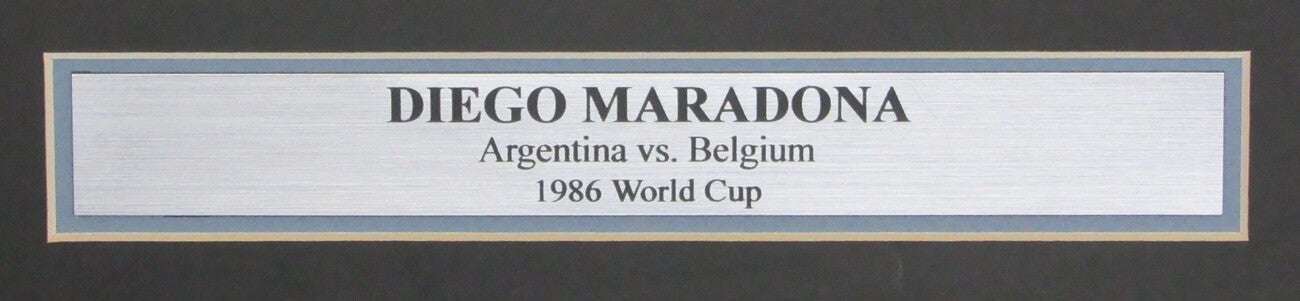 DIEGO MARADONA
Argentina vs. Belgium
1986 World Cup